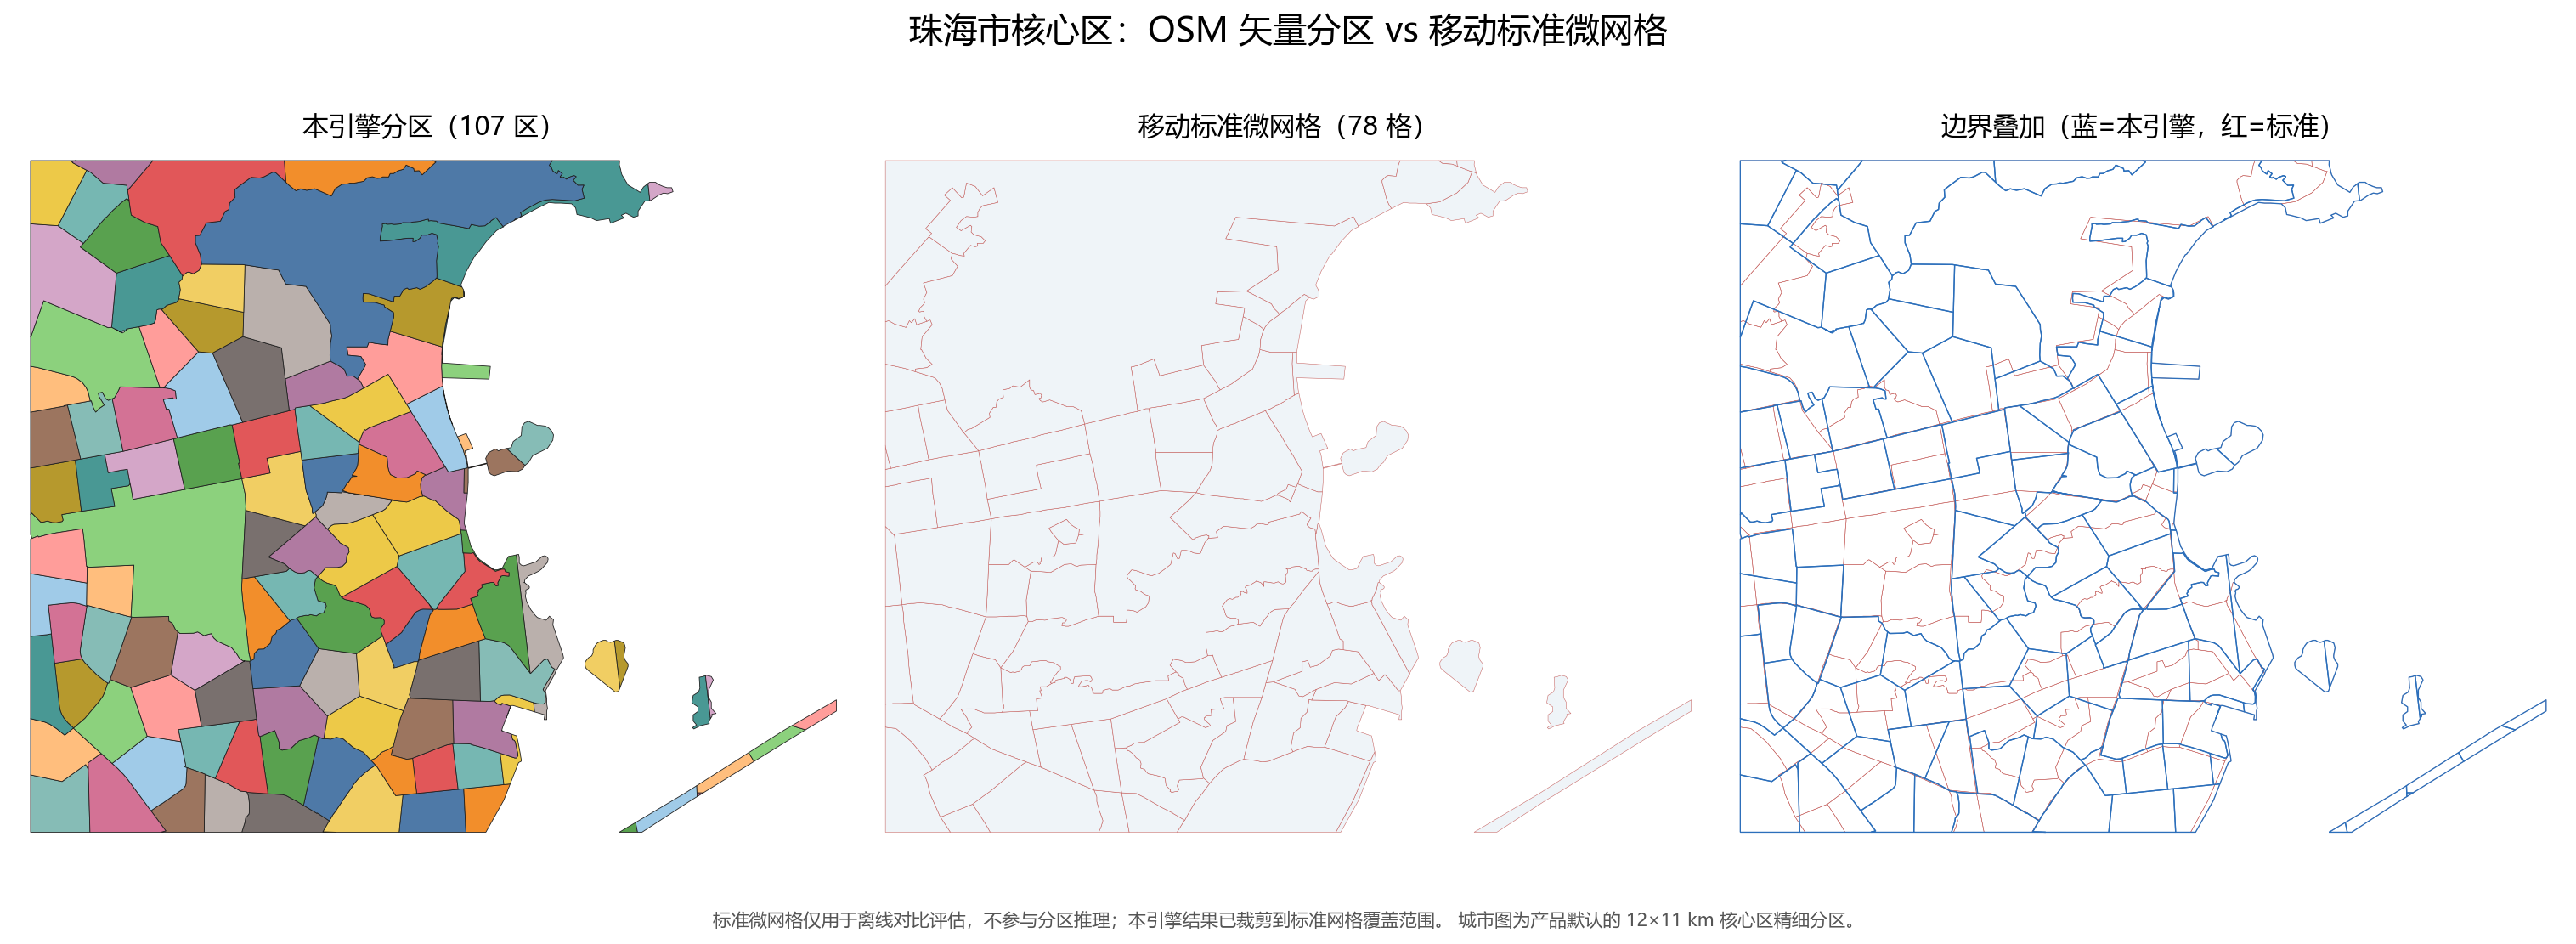 珠海市核心区：OSM 矢量分区 vs 移动标准微网格
本引擎分区（107 区）
移动标准微网格（78 格）
边界叠加（蓝=本引擎，红=标准）
标准微网格仅用于离线对比评估，不参与分区推理；本引擎结果已裁剪到标准网格覆盖范围。 城市图为产品默认的 12×11 km 核心区精细分区。